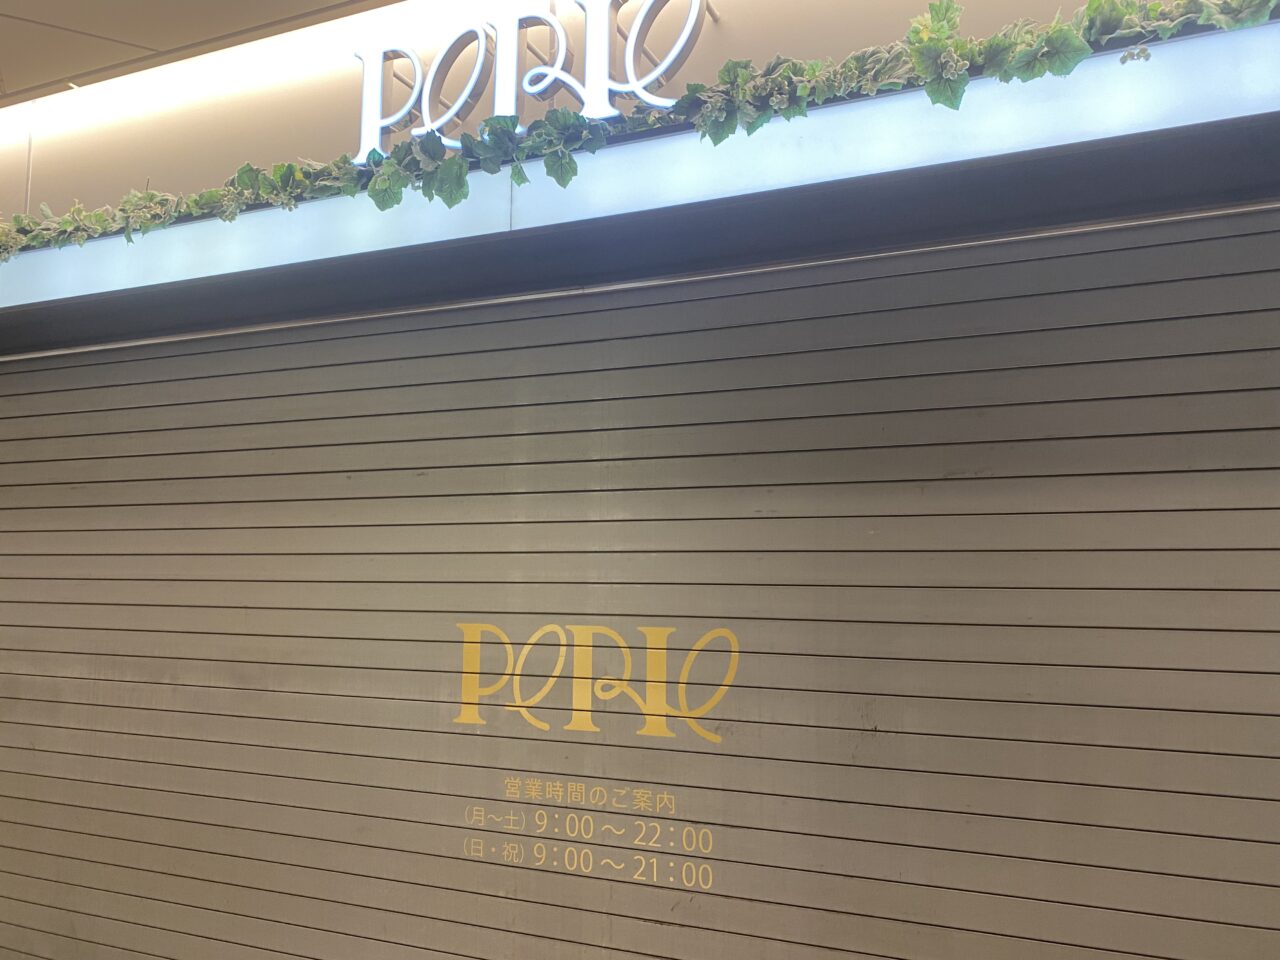 PeRIe
PeRIe
営業時間のご案内
(月〜土) 9:00 〜 22:00
(日・祝) 9:00 〜 21:00